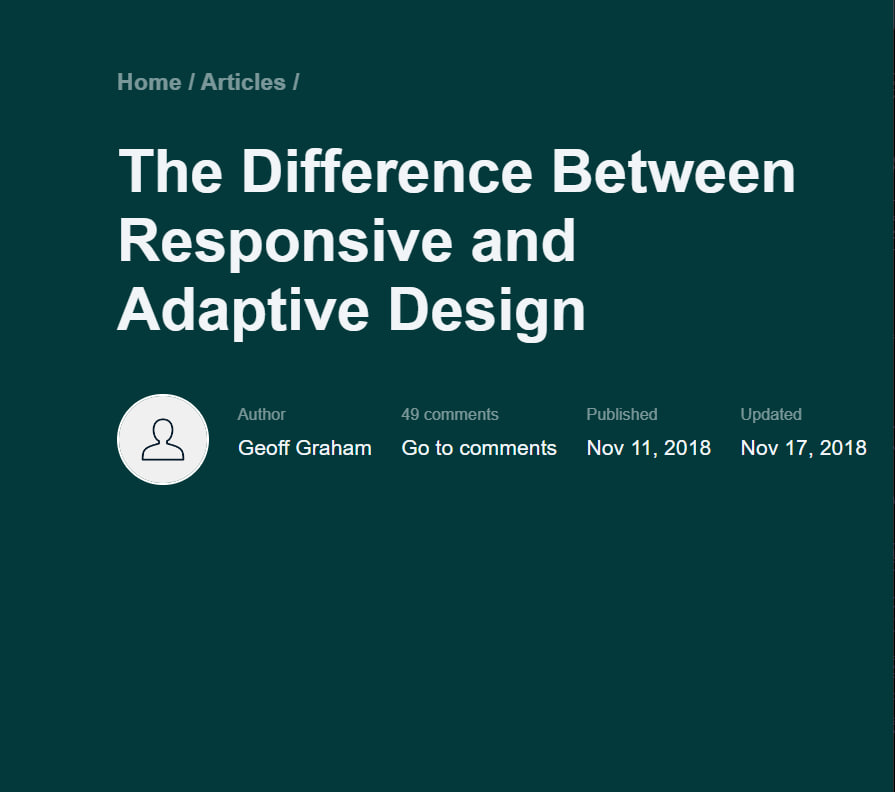 Home / Articles /
The Difference Between
Responsive and
Adaptive Design
Author
Geoff Graham
49 comments
Go to comments
Published
Nov 11, 2018
Updated
Nov 17, 2018